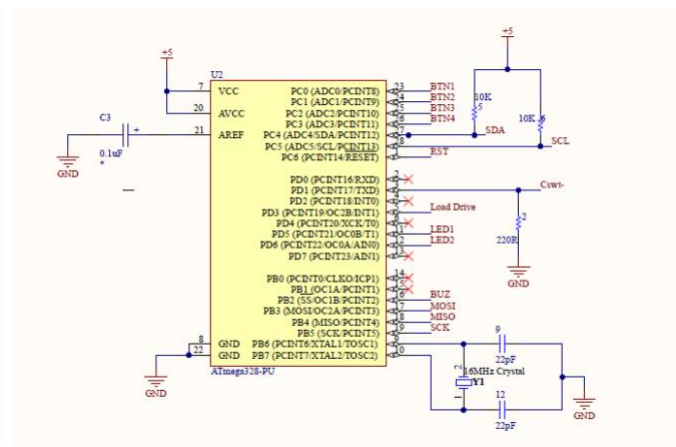 +5
+5
U2
7 VCC PC0 (ADC0/PCINT8) 23 BTN1
PC1 (ADC1/PCINT9) 24 BTN2
20 AVCC PC2 (ADC2/PCINT10) 25 BTN3
PC3 (ADC3/PCINT11) 26 BTN4
C3 + 21 AREF PC4 (ADC4/SDA/PCINT12) SDA
10K 5 10K 6
PC5 (ADC5/SCL/PCINT13) 28 SCL
0.1uF PC6 (PCINT14/RESET) 1 RST
*
GND
PD0 (PCINT16/RXD) 2
PD1 (PCINT17/TXD) 3 Cswt-
PD2 (PCINT18/INT0) 4
PD3 (PCINT19/OC2B/INT1) 5 Load Drive
PD4 (PCINT20/XCK/T0) 6
PD5 (PCINT21/OC0B/T1) 11 LED1
PD6 (PCINT22/OC0A/AIN0) 12 LED2
PD7 (PCINT23/AIN1) 13
2
220R
GND
PB0 (PCINT0/CLKO/ICP1) 14
PB1 (OC1A/PCINT1) 15
PB2 (SS/OC1B/PCINT2) 16 BUZ
PB3 (MOSI/OC2A/PCINT3) 17 MOSI
PB4 (MISO/PCINT4) 18 MISO
PB5 (SCK/PCINT5) 19 SCK
8 GND PB6 (PCINT6/XTAL1/TOSC1) 9
22 GND PB7 (PCINT7/XTAL2/TOSC2) 10
ATmega328-PU
GND
9
22pF
2 16MHz Crystal
1 Y1
12
22pF
GND